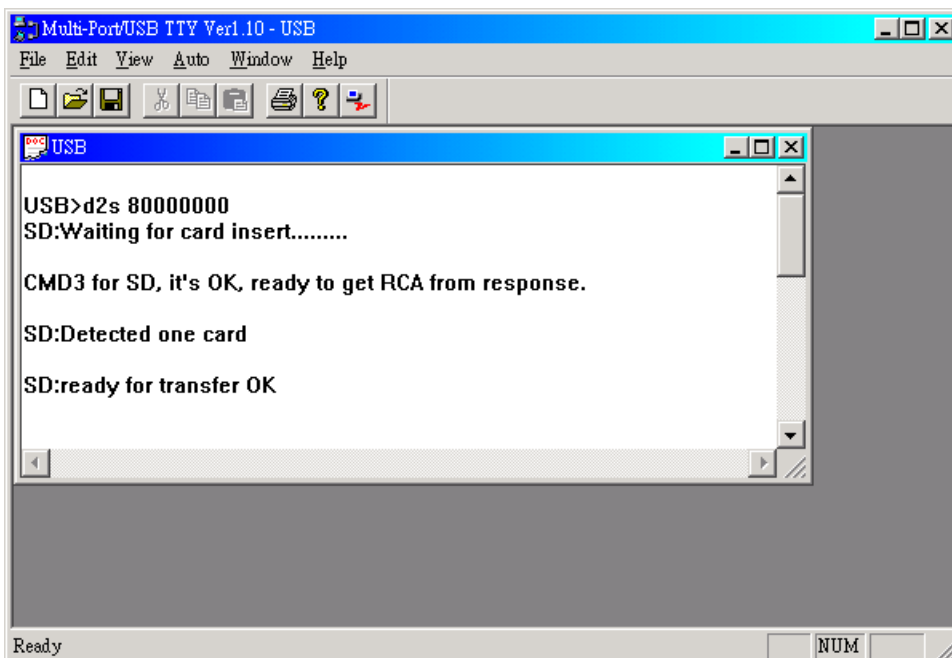 Multi-Port/USB TTY Ver1.10 - USB
File Edit View Auto Window Help
DOC
USB
USB>d2s 80000000
SD:Waiting for card insert.........
CMD3 for SD, it's OK, ready to get RCA from response.
SD:Detected one card
SD:ready for transfer OK
Ready
NUM